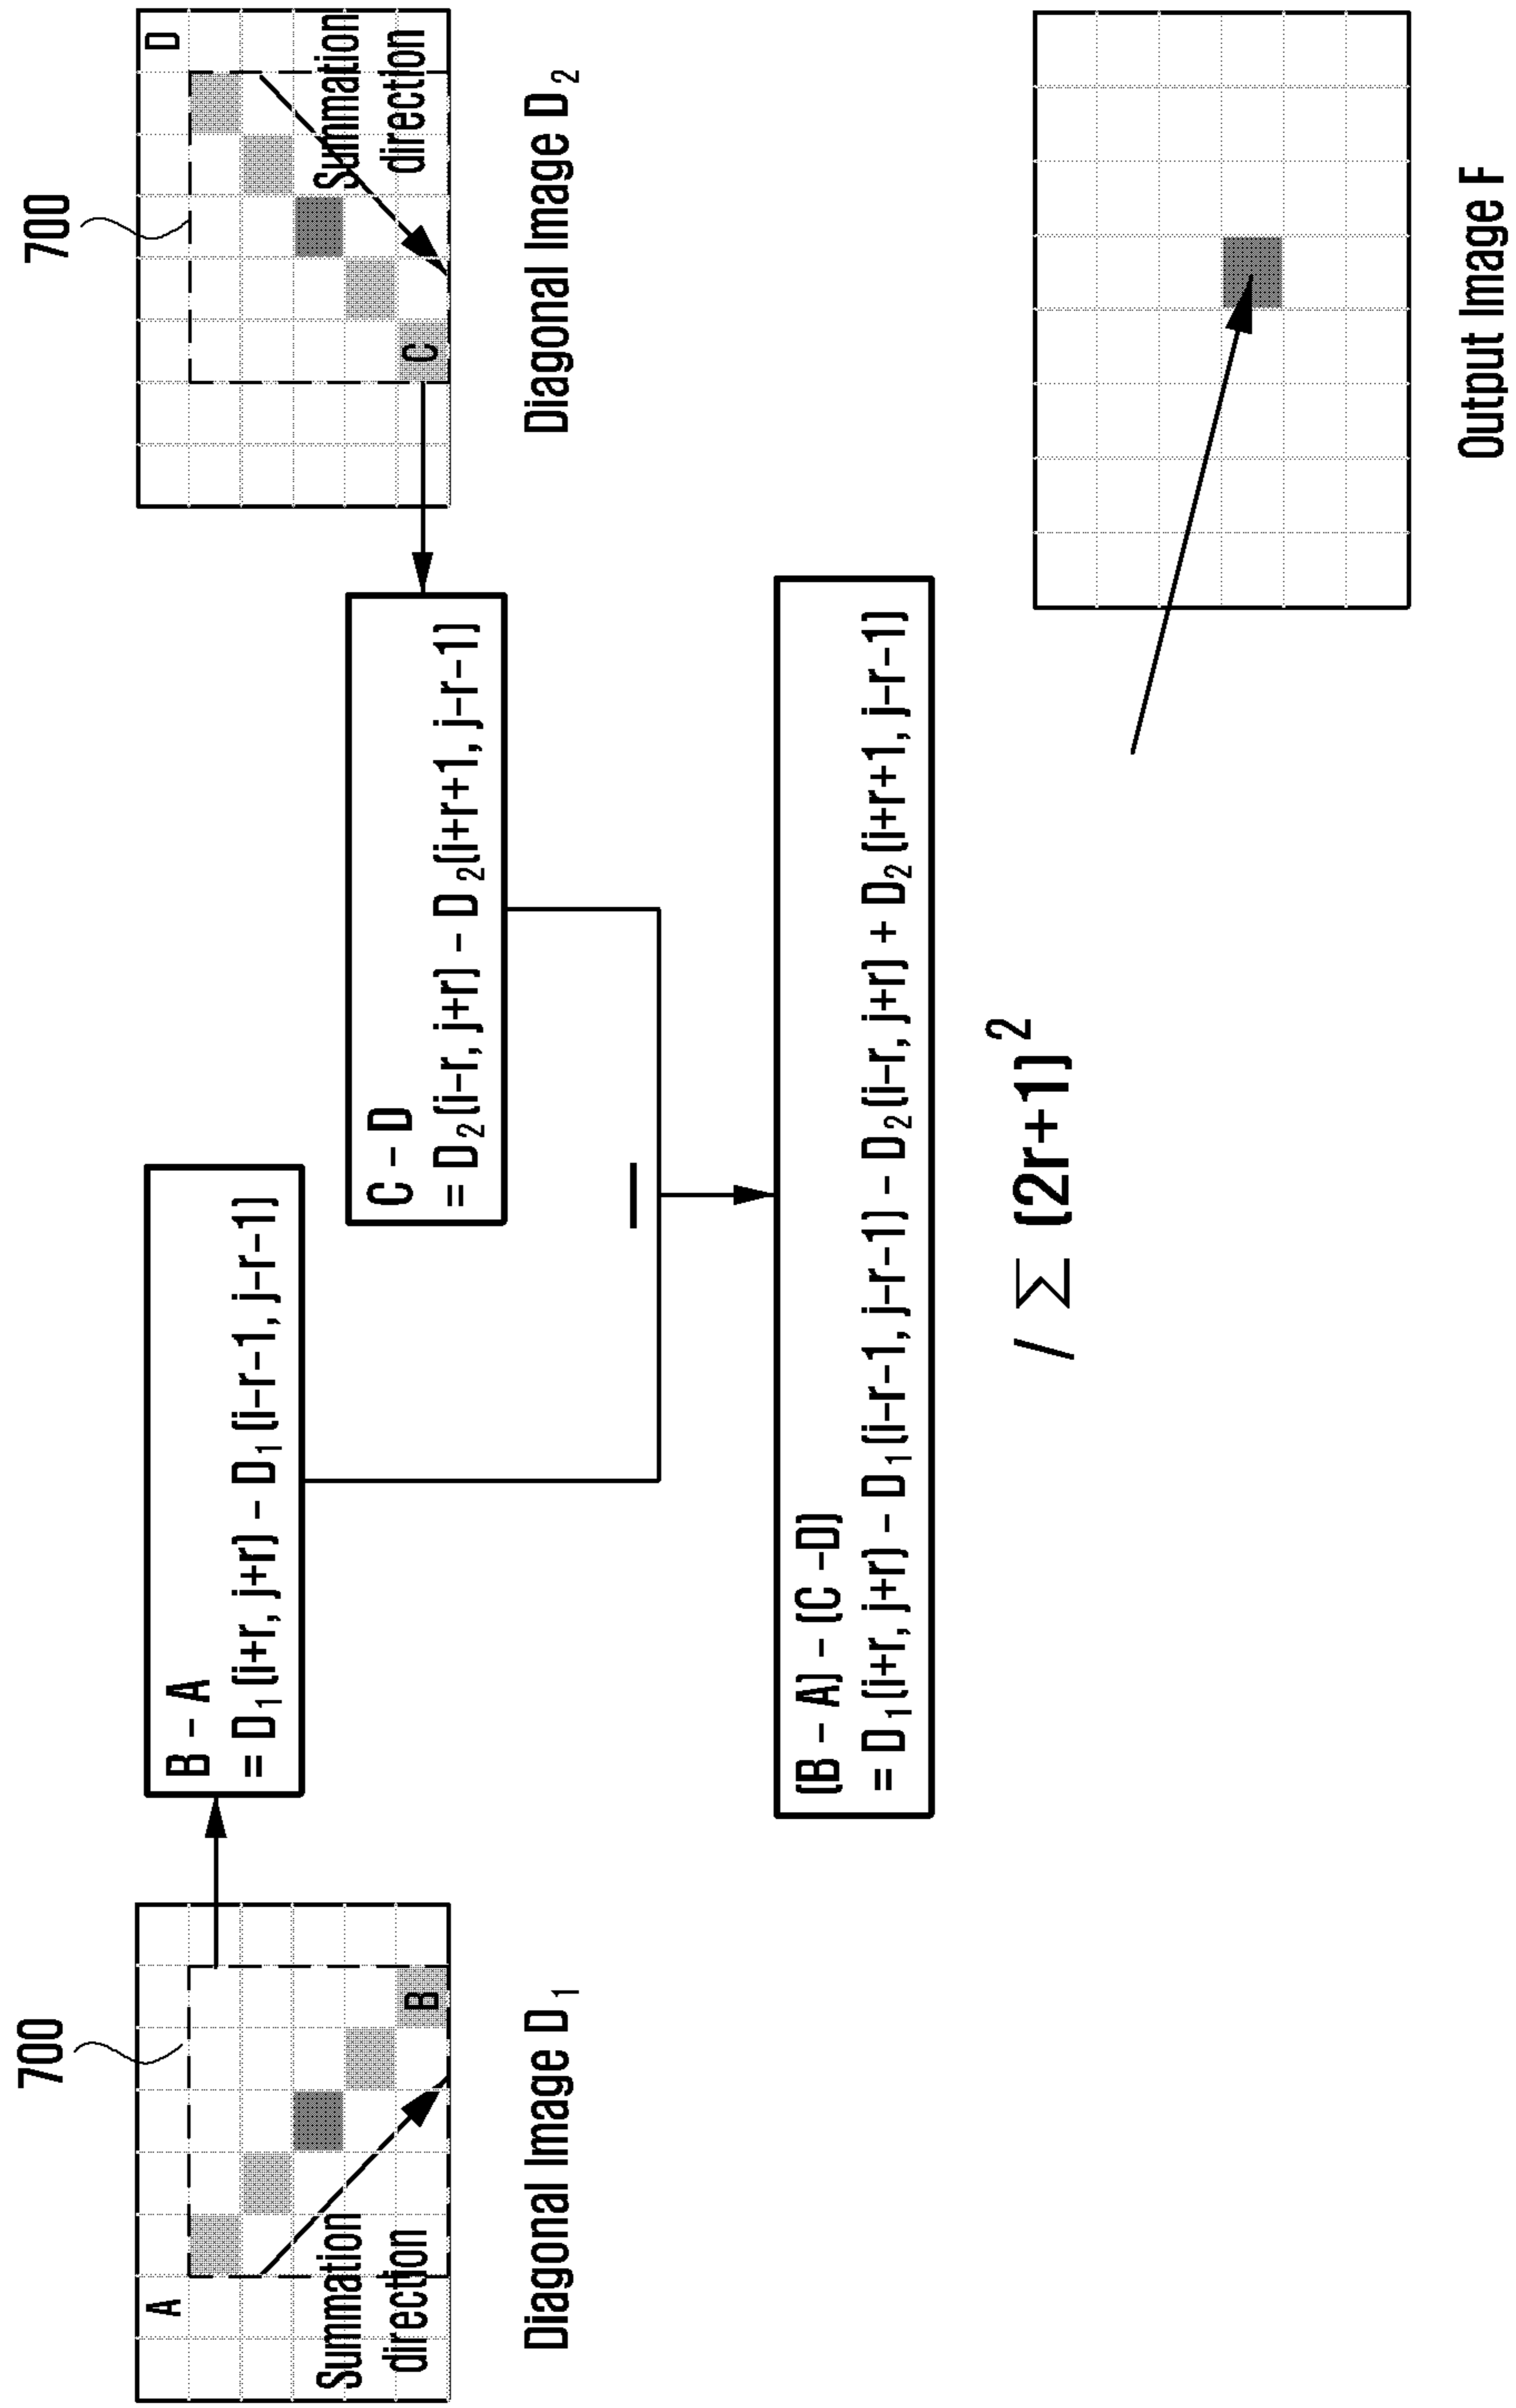 700
A
B
Summation
direction
Diagonal Image D₁
B - A
= D₁(i+r, j+r) - D₁(i-r-1, j-r-1)
C - D
= D₂(i-r, j+r) - D₂(i+r+1, j-r-1)
700
D
C
Summation
direction
Diagonal Image D₂
—
(B - A) - (C -D)
= D₁(i+r, j+r) - D₁(i-r-1, j-r-1) - D₂(i-r, j+r) + D₂(i+r+1, j-r-1)
/ Σ (2r+1)²
Output Image F